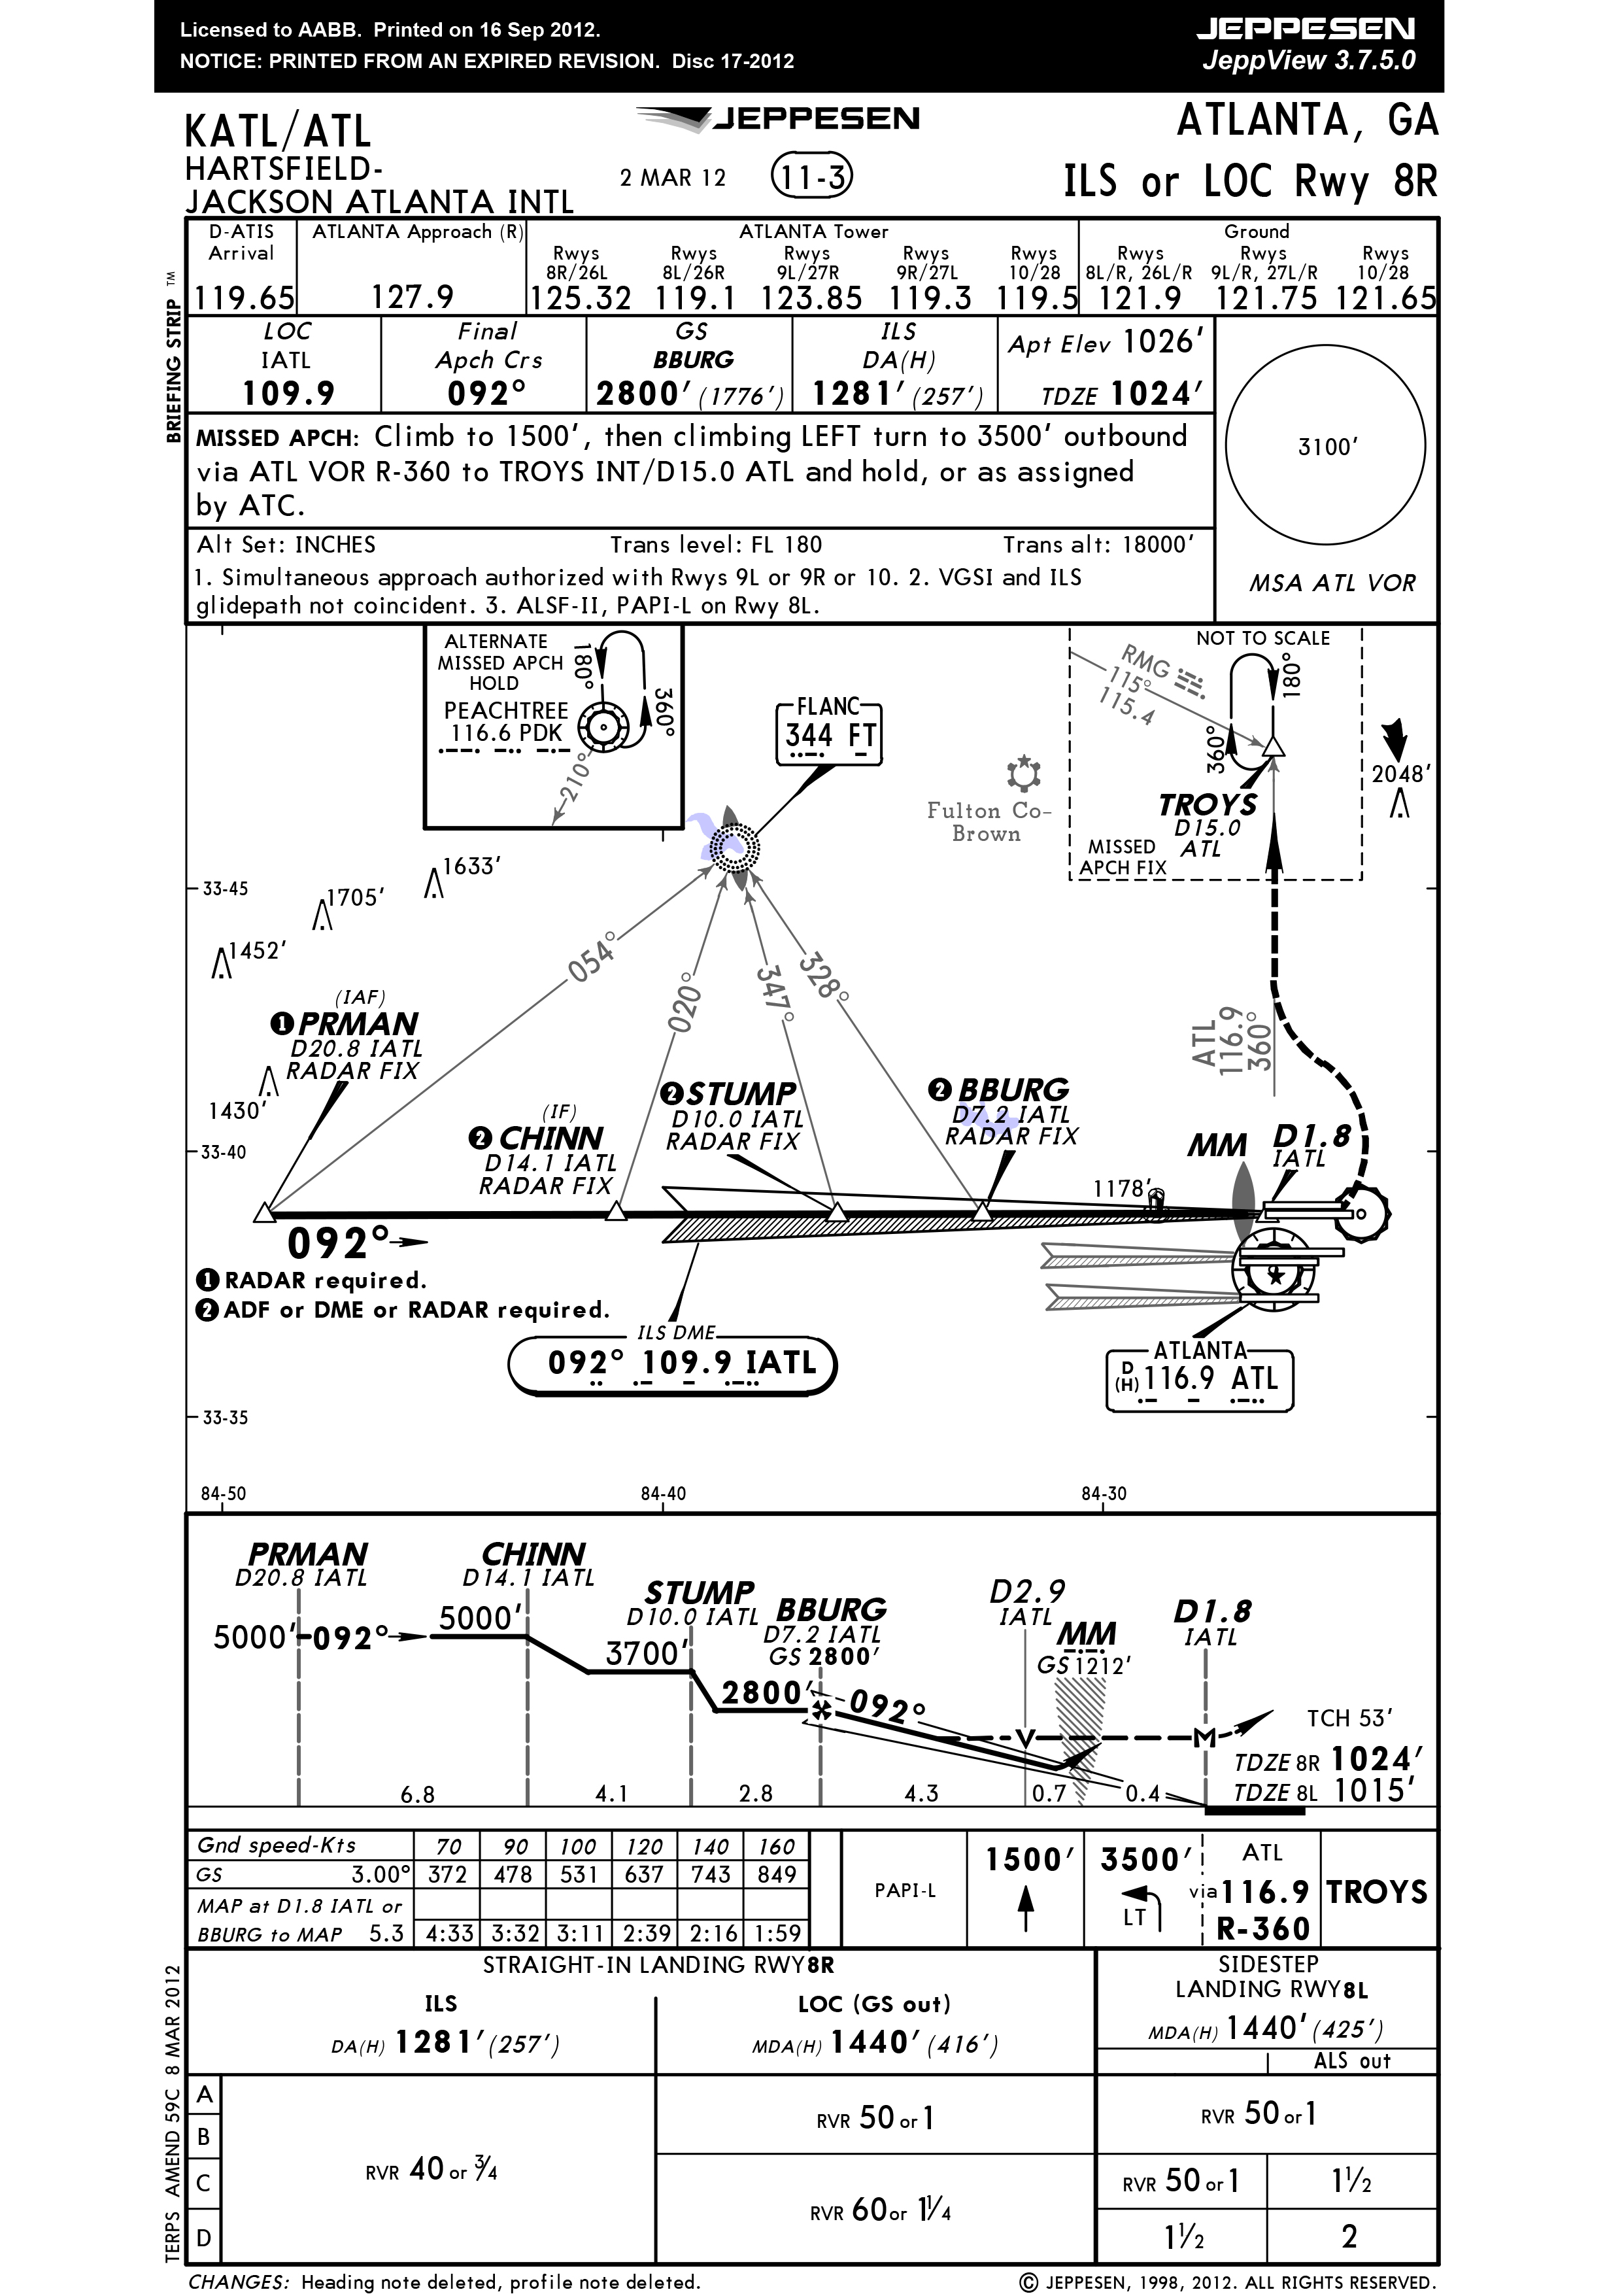 Licensed to AABB. Printed on 16 Sep 2012.
NOTICE: PRINTED FROM AN EXPIRED REVISION. Disc 17-2012
JEPPESEN
JeppView 3.7.5.0
KATL/ATL
HARTSFIELD-
JACKSON ATLANTA INTL
JEPPESEN
2 MAR 12
11-3
ATLANTA, GA
ILS or LOC Rwy 8R
BRIEFING STRIP TM
D-ATIS
Arrival
119.65
ATLANTA Approach (R)
127.9
ATLANTA Tower
Rwys
8R/26L
125.32
Rwys
8L/26R
119.1
Rwys
9L/27R
123.85
Rwys
9R/27L
119.3
Rwys
10/28
119.5
Ground
Rwys
8L/R, 26L/R
121.9
Rwys
9L/R, 27L/R
121.75
Rwys
10/28
121.65
LOC
IATL
109.9
Final
Apch Crs
092°
GS
BBURG
2800' (1776')
ILS
DA(H)
1281' (257')
Apt Elev 1026'
TDZE 1024'
MISSED APCH: Climb to 1500', then climbing LEFT turn to 3500' outbound
via ATL VOR R-360 to TROYS INT/D15.0 ATL and hold, or as assigned
by ATC.
Alt Set: INCHES Trans level: FL 180 Trans alt: 18000'
1. Simultaneous approach authorized with Rwys 9L or 9R or 10. 2. VGSI and ILS
glidepath not coincident. 3. ALSF-II, PAPI-L on Rwy 8L.
3100'
MSA ATL VOR
ALTERNATE
MISSED APCH
HOLD
PEACHTREE
116.6 PDK
180°
360°
210°
FLANC
344 FT
Fulton Co-
Brown
NOT TO SCALE
RMG
115°
115.4
180°
360°
TROYS
D15.0
ATL
MISSED
APCH FIX
2048'
1633'
1705'
1452'
33-45
054°
020°
347°
328°
(IAF)
1 PRMAN
D20.8 IATL
RADAR FIX
1430'
33-40
(IF)
2 CHINN
D14.1 IATL
RADAR FIX
2 STUMP
D10.0 IATL
RADAR FIX
2 BBURG
D7.2 IATL
RADAR FIX
ATL
116.9
360°
MM
D1.8
IATL
1178'
092°
1 RADAR required.
2 ADF or DME or RADAR required.
ILS DME
092° 109.9 IATL
ATLANTA
D
(H) 116.9 ATL
33-35
84-50
84-40
84-30
PRMAN
D20.8 IATL
CHINN
D14.1 IATL
STUMP
D10.0 IATL
BBURG
D7.2 IATL
GS 2800'
D2.9
IATL
MM
GS 1212'
D1.8
IATL
5000'
092°
5000'
3700'
2800'
092°
TCH 53'
TDZE 8R 1024'
TDZE 8L 1015'
6.8
4.1
2.8
4.3
0.7
0.4
Gnd speed-Kts 70 90 100 120 140 160
GS 3.00° 372 478 531 637 743 849
MAP at D1.8 IATL or
BBURG to MAP 5.3 4:33 3:32 3:11 2:39 2:16 1:59
PAPI-L
1500'
3500'
LT
ATL
via 116.9
R-360
TROYS
STRAIGHT-IN LANDING RWY 8R
ILS
DA(H) 1281' (257')
LOC (GS out)
MDA(H) 1440' (416')
SIDESTEP
LANDING RWY 8L
MDA(H) 1440' (425')
ALS out
A
B
C
D
RVR 40 or 3/4
RVR 50 or 1
RVR 60 or 1 1/4
RVR 50 or 1
RVR 50 or 1
1 1/2
1 1/2
2
TERPS AMEND 59C 8 MAR 2012
CHANGES: Heading note deleted, profile note deleted.
© JEPPESEN, 1998, 2012. ALL RIGHTS RESERVED.